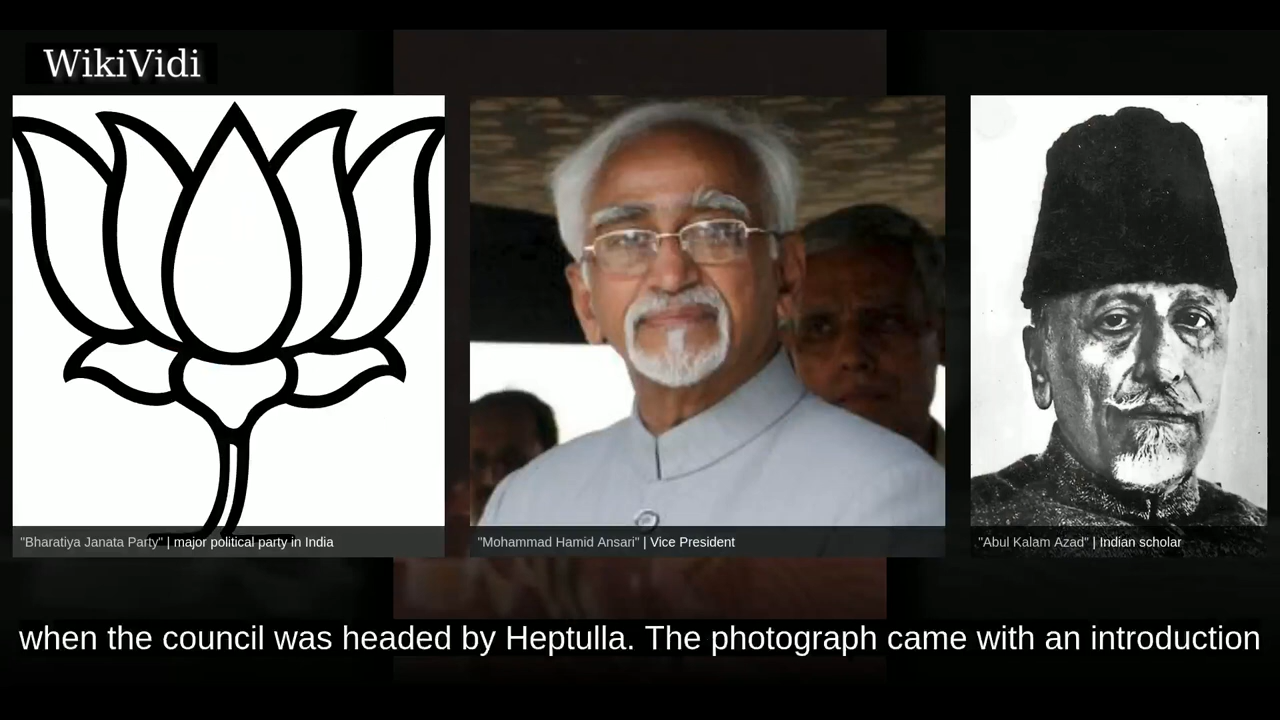 WikiVidi
"Bharatiya Janata Party" | major political party in India
"Mohammad Hamid Ansari" | Vice President
"Abul Kalam Azad" | Indian scholar
when the council was headed by Heptulla. The photograph came with an introduction